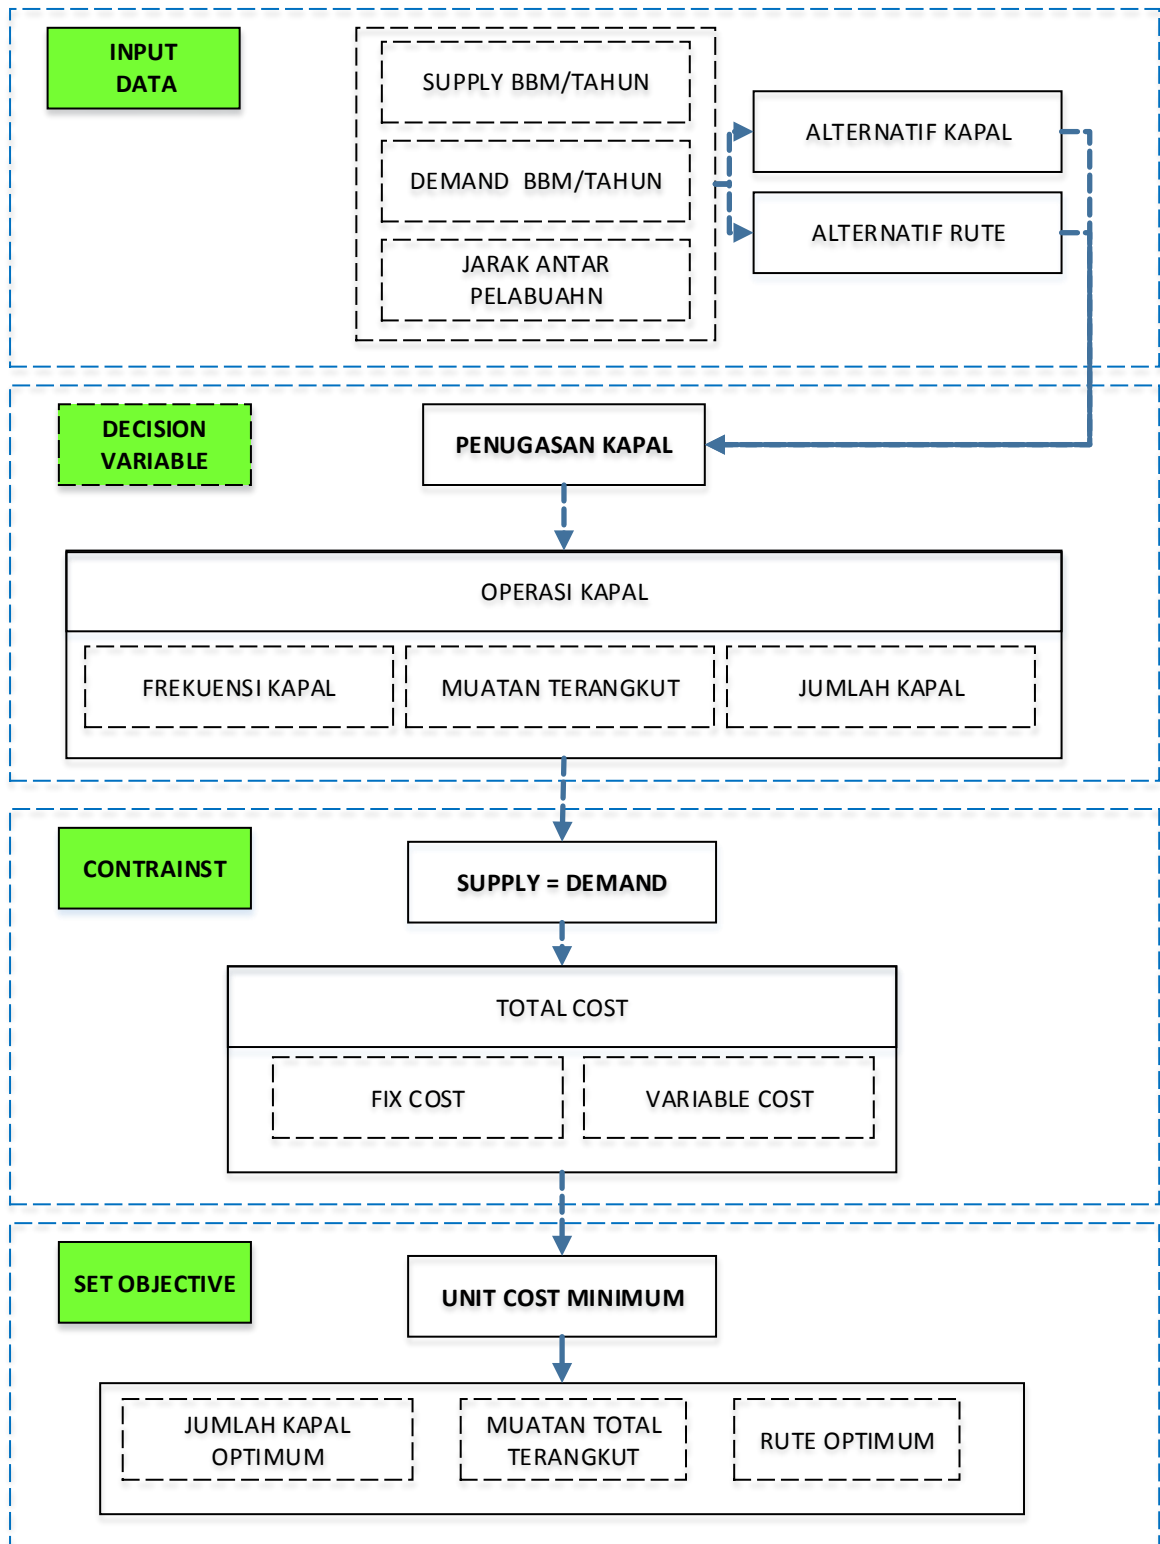 INPUT
DATA
SUPPLY BBM/TAHUN
DEMAND BBM/TAHUN
JARAK ANTAR
PELABUAHN
ALTERNATIF KAPAL
ALTERNATIF RUTE
DECISION
VARIABLE
PENUGASAN KAPAL
OPERASI KAPAL
FREKUENSI KAPAL
MUATAN TERANGKUT
JUMLAH KAPAL
CONTRAINST
SUPPLY = DEMAND
TOTAL COST
FIX COST
VARIABLE COST
SET OBJECTIVE
UNIT COST MINIMUM
JUMLAH KAPAL
OPTIMUM
MUATAN TOTAL
TERANGKUT
RUTE OPTIMUM